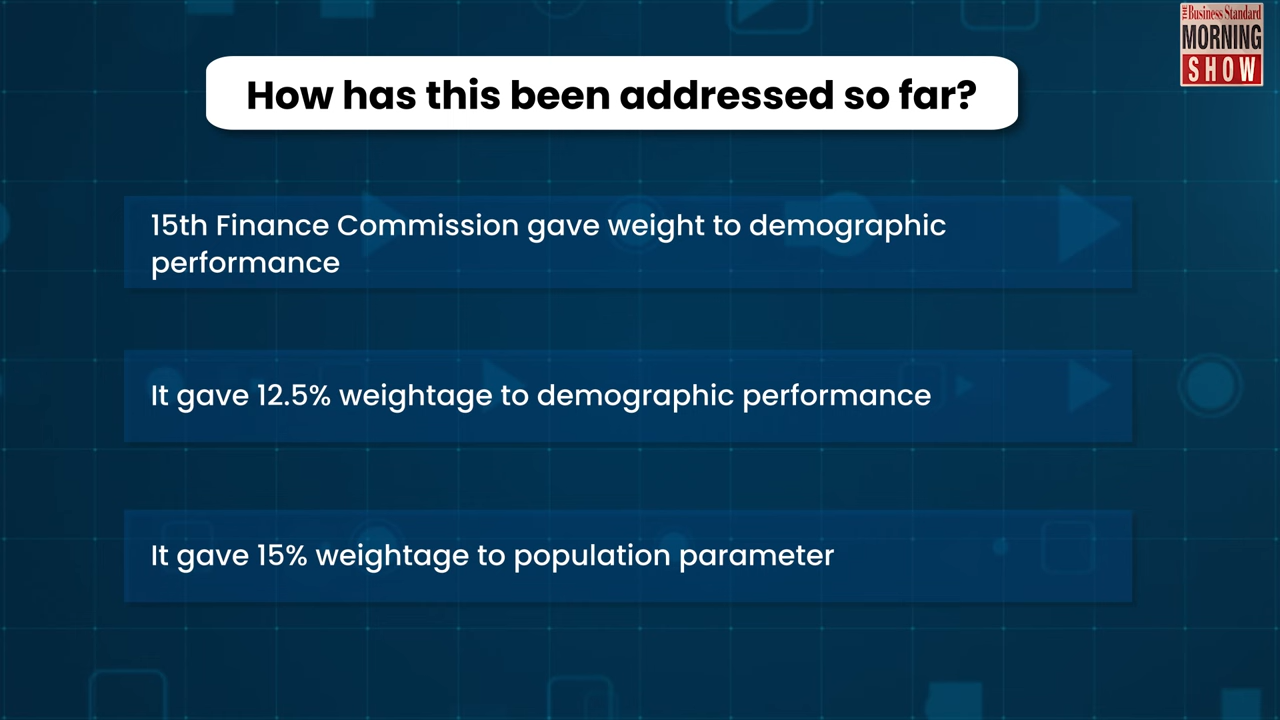 THE Business Standard
MORNING
SHOW
How has this been addressed so far?
15th Finance Commission gave weight to demographic
performance
It gave 12.5% weightage to demographic performance
It gave 15% weightage to population parameter